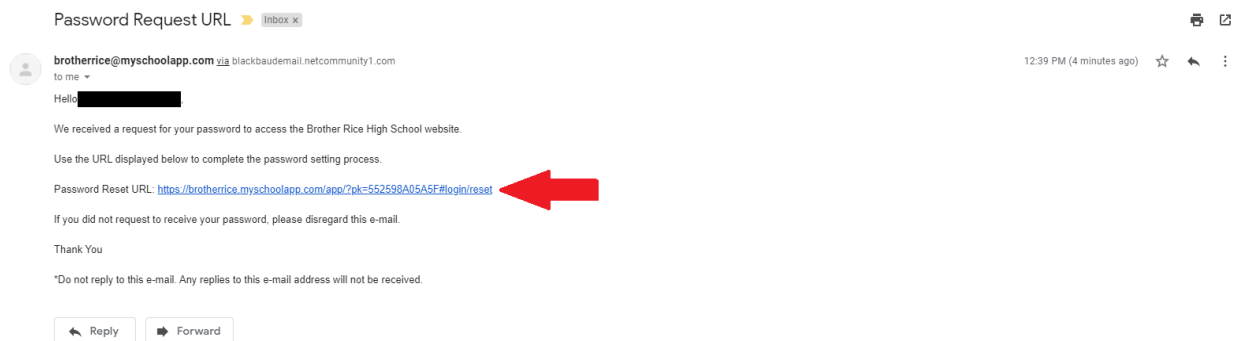 Password Request URL Inbox x
brotherrice@myschoolapp.com via blackbaudemail.netcommunity1.com 12:39 PM (4 minutes ago)
to me
Hello ,
We received a request for your password to access the Brother Rice High School website.
Use the URL displayed below to complete the password setting process.
Password Reset URL: https://brotherrice.myschoolapp.com/app/?pk=552598A05A5F#login/reset
If you did not request to receive your password, please disregard this e-mail.
Thank You
*Do not reply to this e-mail. Any replies to this e-mail address will not be received.
Reply Forward